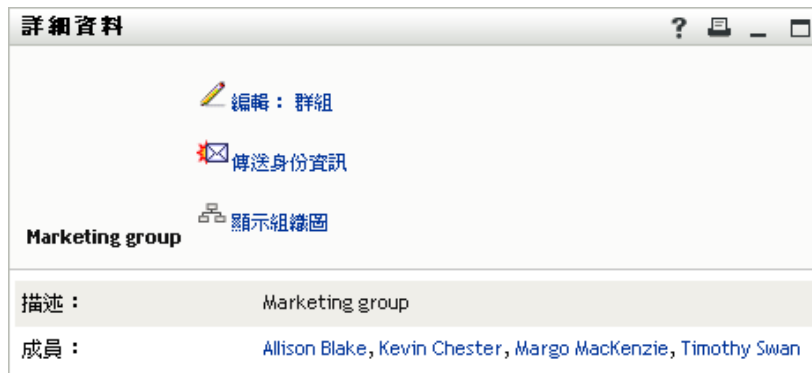 詳細資料
編輯： 群組
傳送身份資訊
顯示組織圖
Marketing group
描述： Marketing group
成員： Allison Blake, Kevin Chester, Margo MacKenzie, Timothy Swan